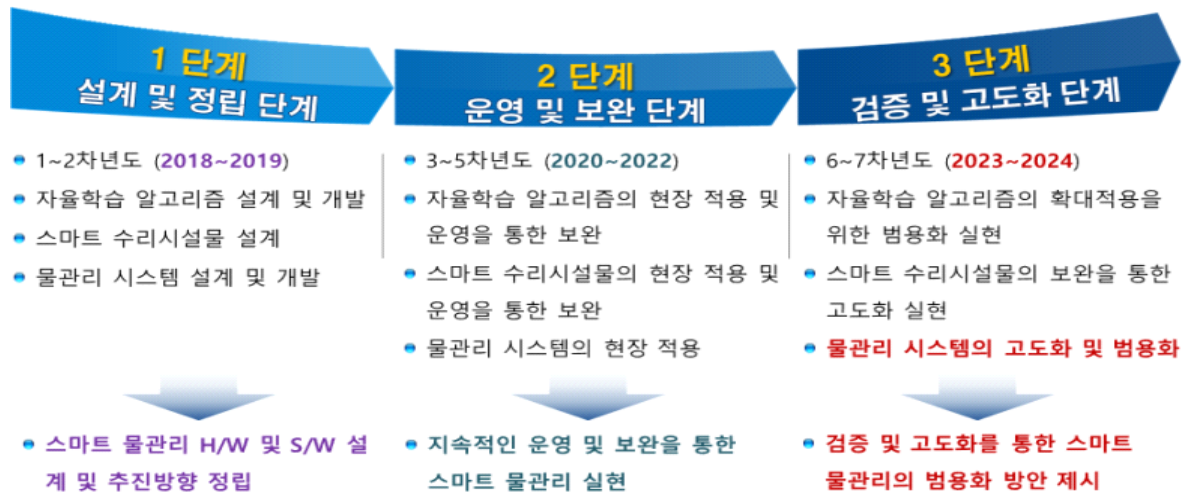 1 단계
설계 및 정립 단계
1~2차년도 (2018~2019)
자율학습 알고리즘 설계 및 개발
스마트 수리시설물 설계
물관리 시스템 설계 및 개발
스마트 물관리 H/W 및 S/W 설
계 및 추진방향 정립
2 단계
운영 및 보완 단계
3~5차년도 (2020~2022)
자율학습 알고리즘의 현장 적용 및
운영을 통한 보완
스마트 수리시설물의 현장 적용 및
운영을 통한 보완
물관리 시스템의 현장 적용
지속적인 운영 및 보완을 통한
스마트 물관리 실현
3 단계
검증 및 고도화 단계
6~7차년도 (2023~2024)
자율학습 알고리즘의 확대적용을
위한 범용화 실현
스마트 수리시설물의 보완을 통한
고도화 실현
물관리 시스템의 고도화 및 범용화
검증 및 고도화를 통한 스마트
물관리의 범용화 방안 제시